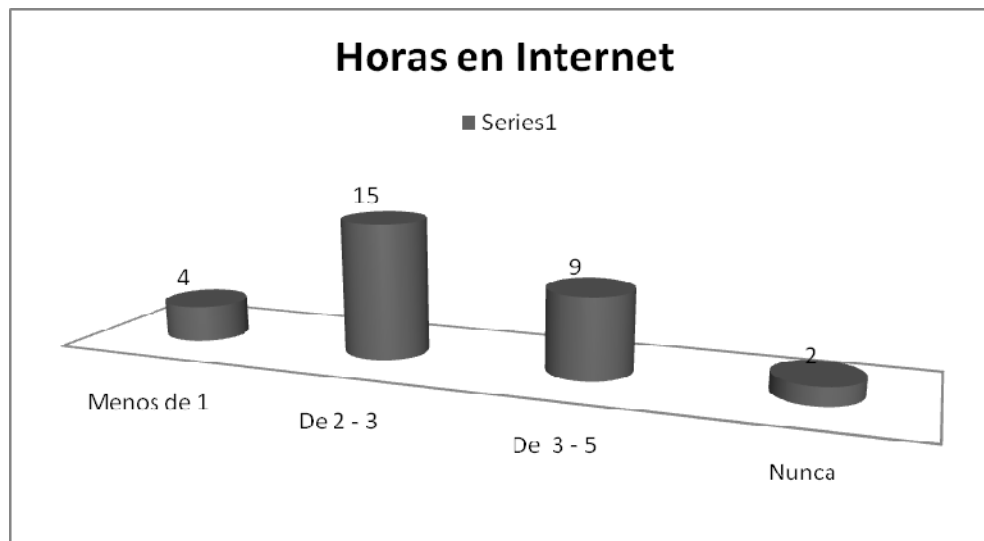 Horas en Internet
Series1
15
4
9
2
Menos de 1
De 2 - 3
De 3 - 5
Nunca